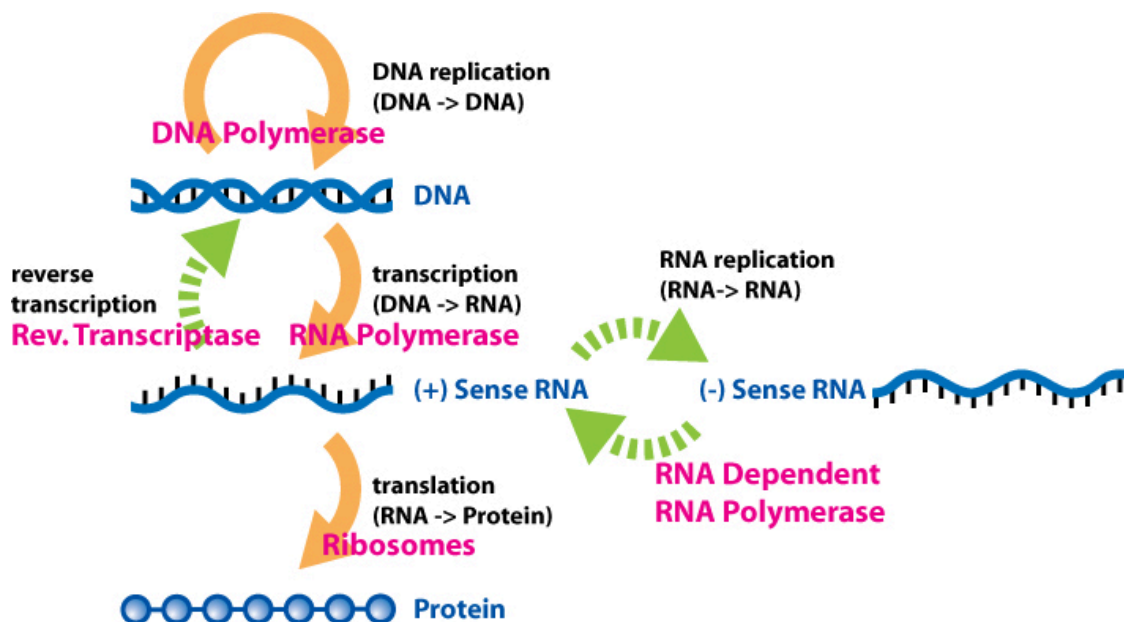 DNA replication
(DNA -> DNA)
DNA Polymerase
DNA
reverse
transcription
Rev. Transcriptase
transcription
(DNA -> RNA)
RNA Polymerase
RNA replication
(RNA-> RNA)
(+) Sense RNA
(-) Sense RNA
RNA Dependent
RNA Polymerase
translation
(RNA -> Protein)
Ribosomes
Protein